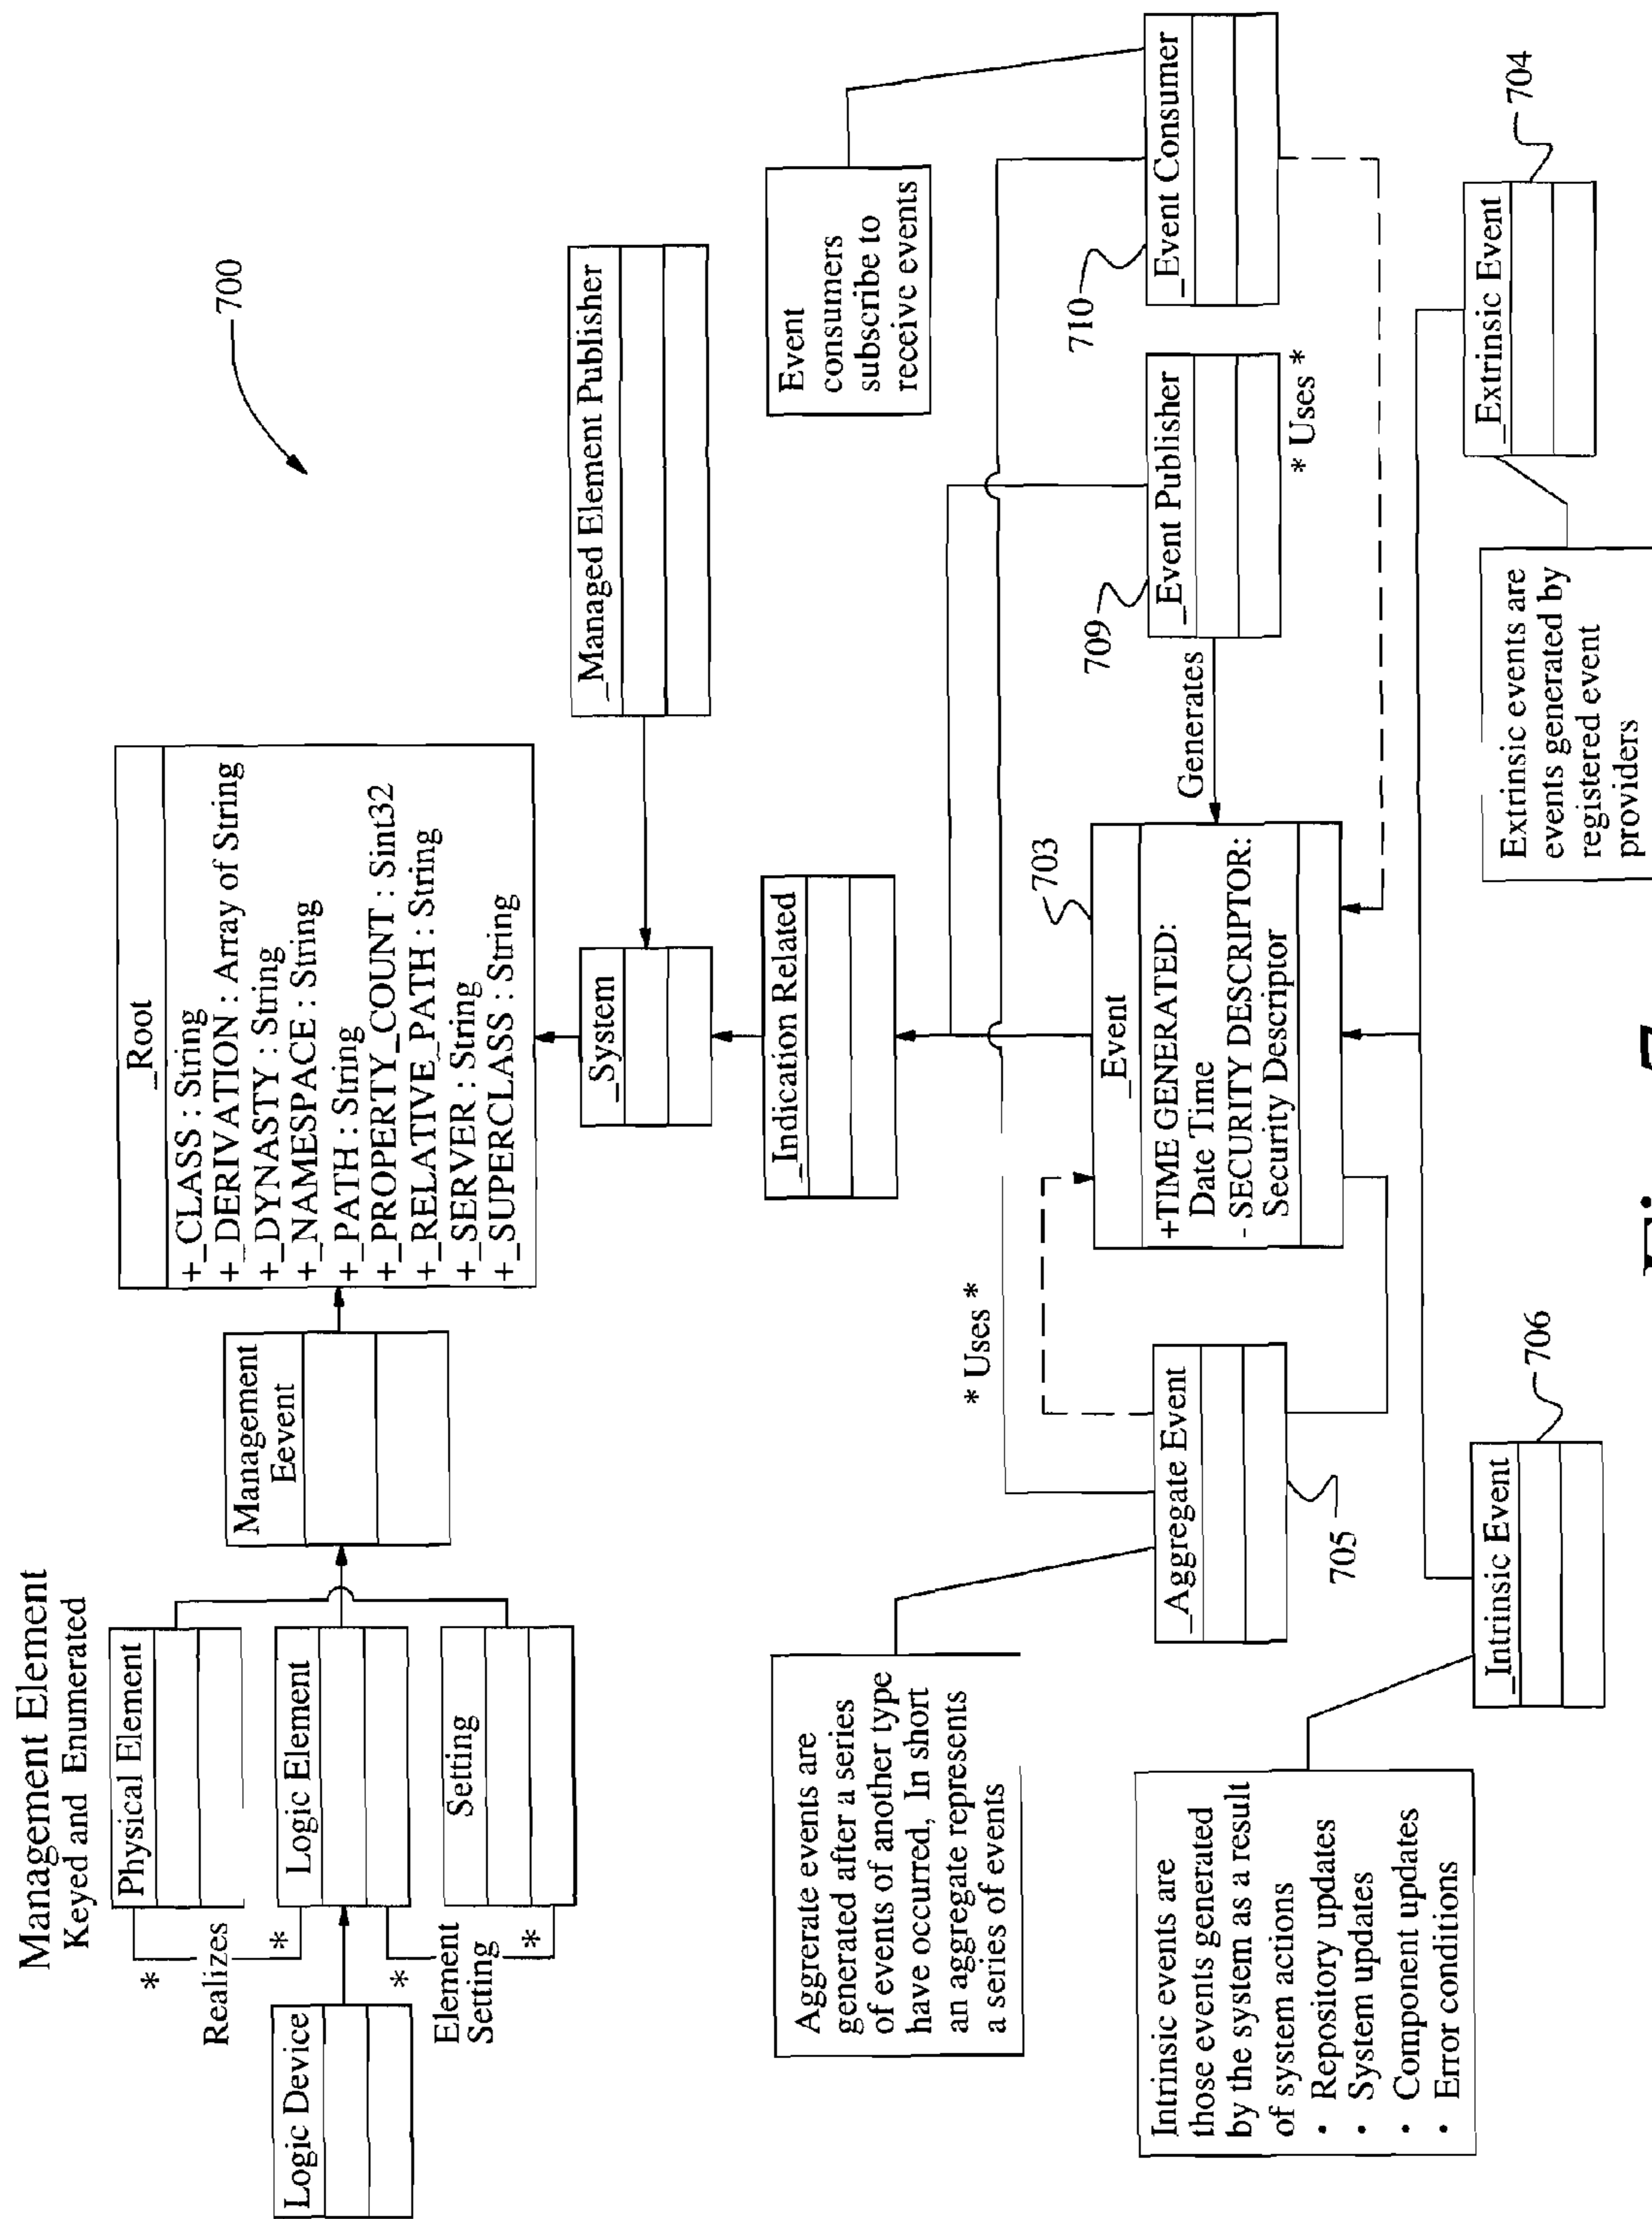 Management Element
Keyed and Enumerated
Physical Element
*
Realizes
*
Logic Element
Logic Device
*
Element
Setting
*
Setting
Management
Eevent
_Root
+_CLASS : String
+_DERIVATION : Array of String
+_DYNASTY : String
+_NAMESPACE : String
+_PATH : String
+_PROPERTY_COUNT : Sint32
+_RELATIVE_PATH : String
+_SERVER : String
+_SUPERCLASS : String
700
_System
_Managed Element Publisher
_Indication Related
Event
consumers
subscribe to
receive events
Aggrerate events are
generated after a series
of events of another type
have occurred, In short
an aggregate represents
a series of events
* Uses *
703
_Event
+TIME GENERATED:
Date Time
- SECURITY DESCRIPTOR:
Security Descriptor
Generates
709
_Event Publisher
710
_Event Consumer
* Uses *
_Aggregate Event
705
Intrinsic events are
those events generated
by the system as a result
of system actions
• Repository updates
• System updates
• Component updates
• Error conditions
_Intrinsic Event
706
_Extrinsic Event
704
Extrinsic events are
events generated by
registered event
providers